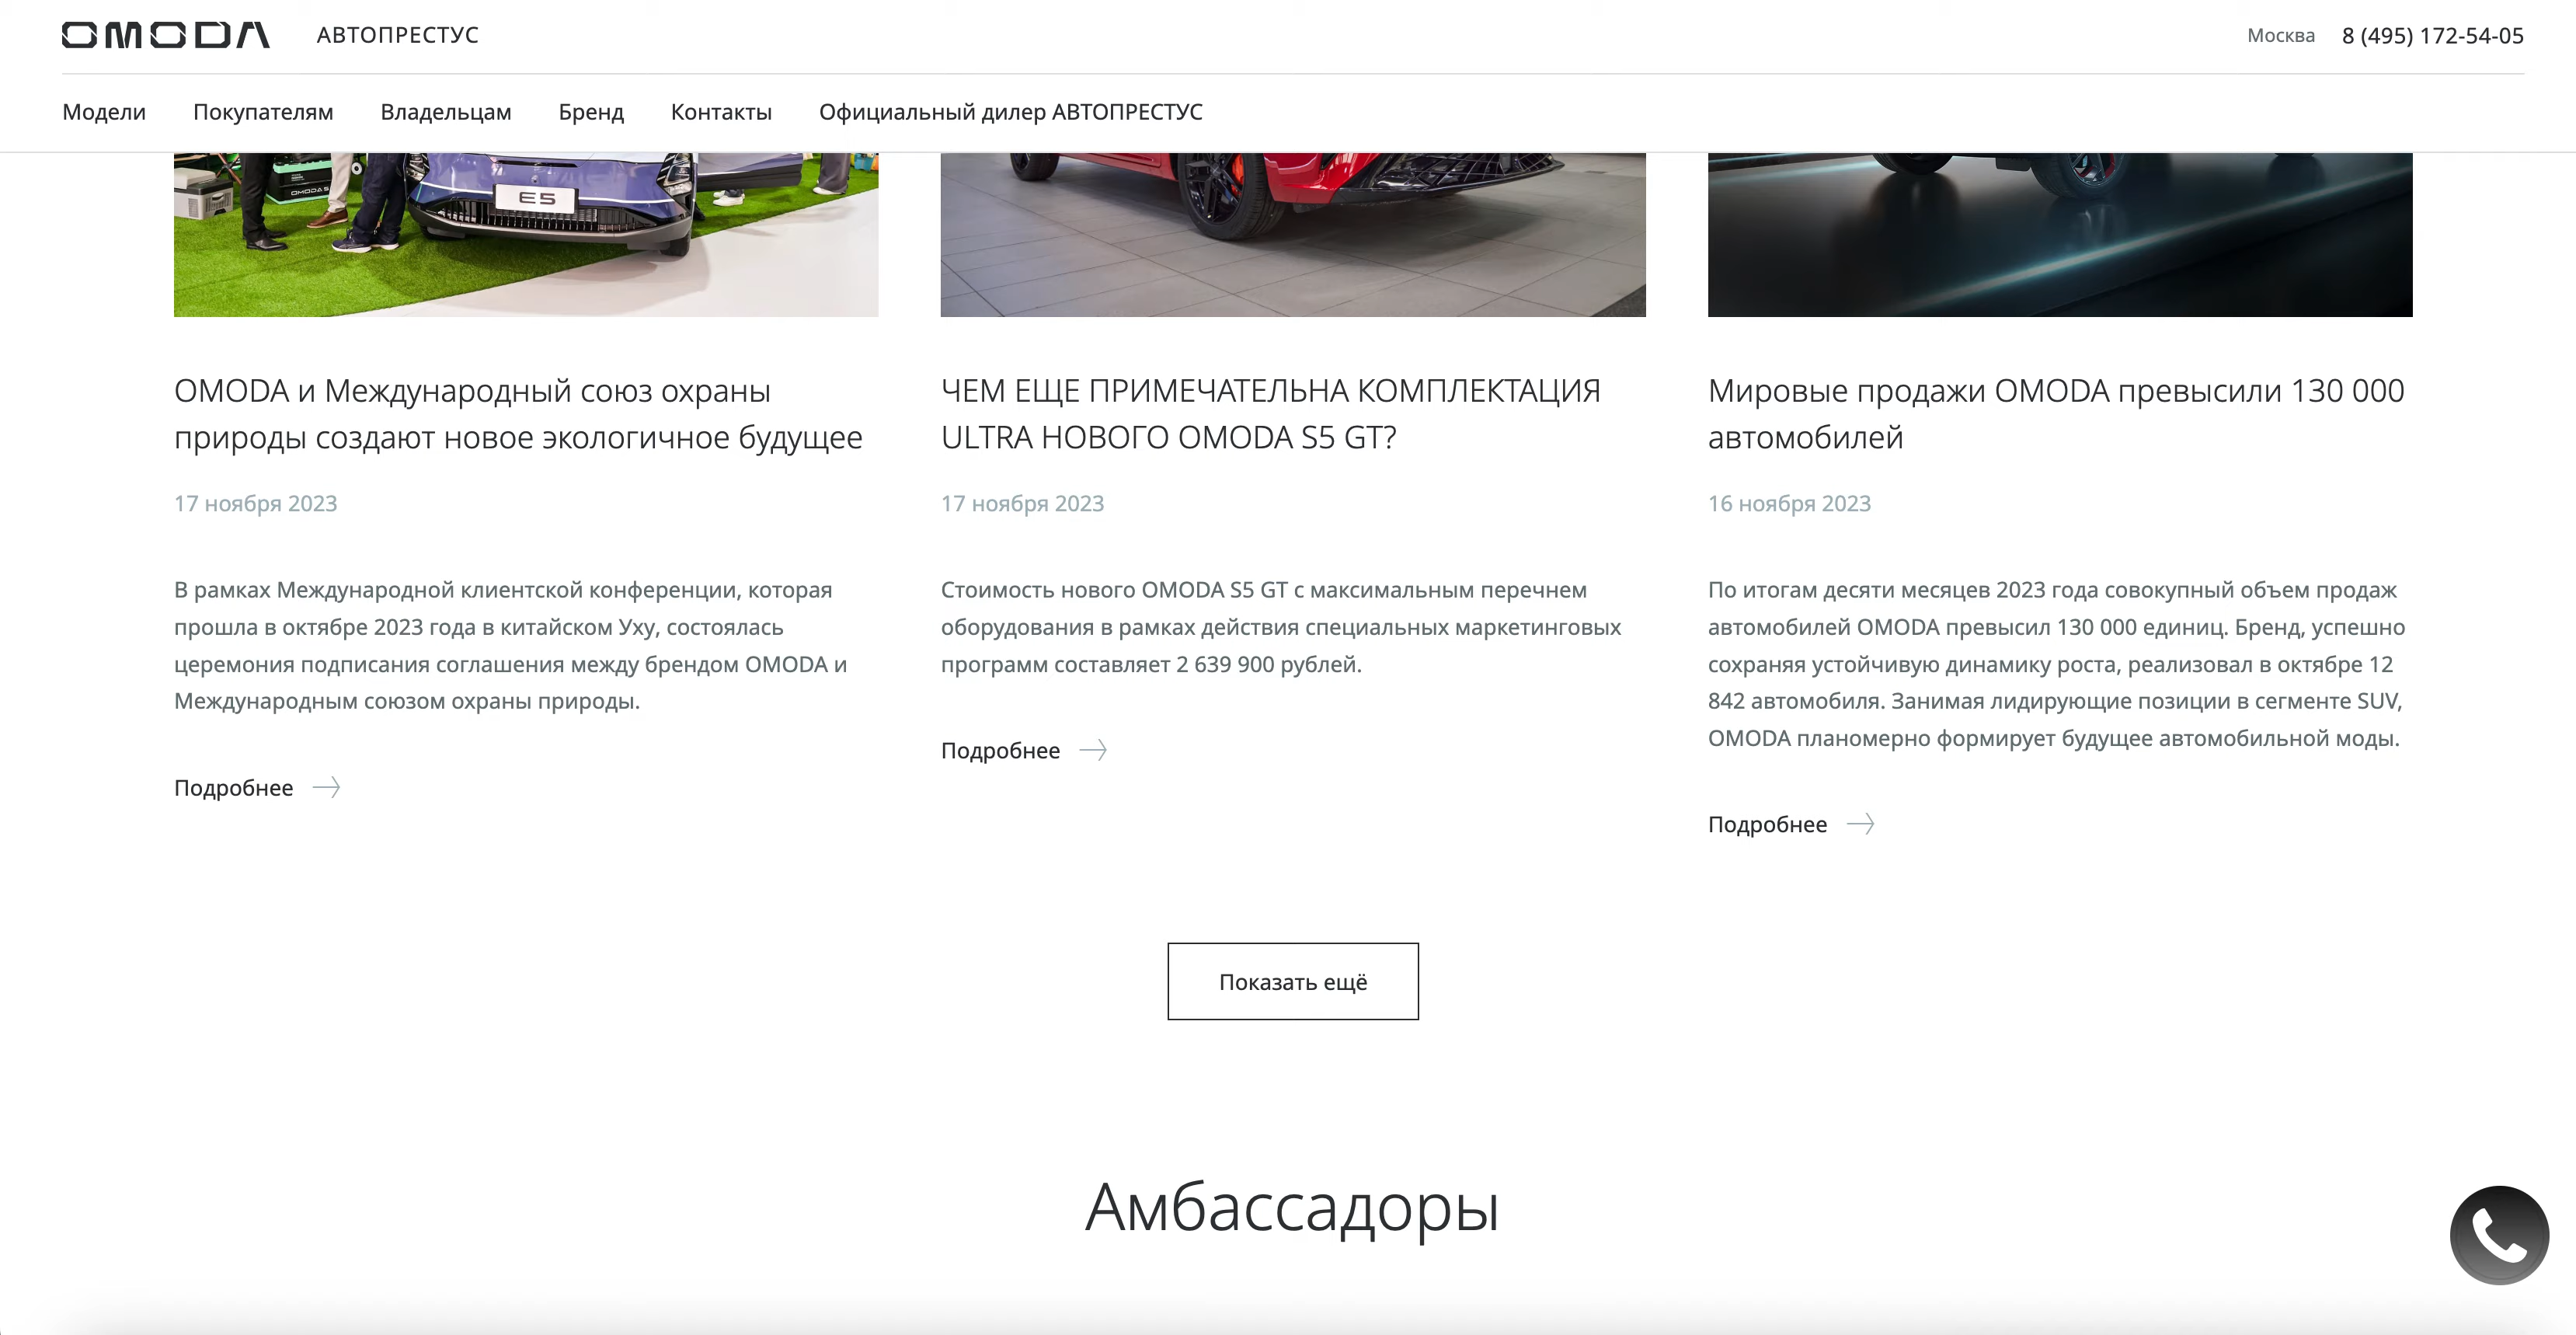 OMODA АВТОПРЕСТУС
Москва 8 (495) 172-54-05
Модели Покупателям Владельцам Бренд Контакты Официальный дилер АВТОПРЕСТУС
OMODA 5
E5
OMODA и Международный союз охраны
природы создают новое экологичное будущее
17 ноября 2023
В рамках Международной клиентской конференции, которая
прошла в октябре 2023 года в китайском Уху, состоялась
церемония подписания соглашения между брендом OMODA и
Международным союзом охраны природы.
Подробнее
ЧЕМ ЕЩЕ ПРИМЕЧАТЕЛЬНА КОМПЛЕКТАЦИЯ
ULTRA НОВОГО OMODA S5 GT?
17 ноября 2023
Стоимость нового OMODA S5 GT с максимальным перечнем
оборудования в рамках действия специальных маркетинговых
программ составляет 2 639 900 рублей.
Подробнее
Мировые продажи OMODA превысили 130 000
автомобилей
16 ноября 2023
По итогам десяти месяцев 2023 года совокупный объем продаж
автомобилей OMODA превысил 130 000 единиц. Бренд, успешно
сохраняя устойчивую динамику роста, реализовал в октябре 12
842 автомобиля. Занимая лидирующие позиции в сегменте SUV,
OMODA планомерно формирует будущее автомобильной моды.
Подробнее
Показать ещё
Амбассадоры